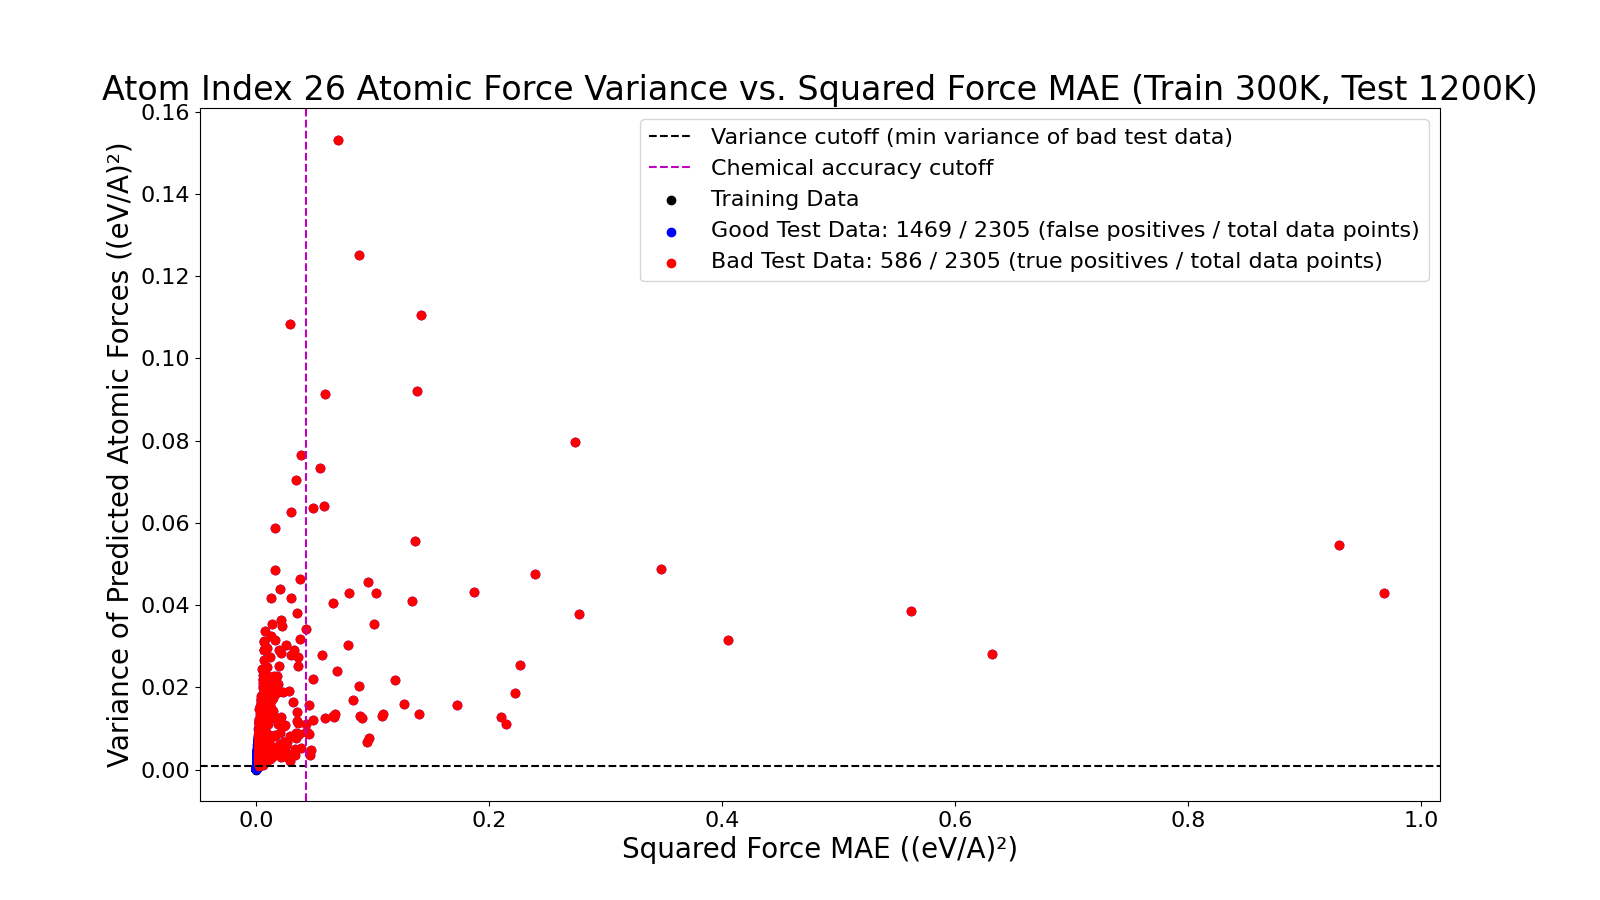 Atom Index 26 Atomic Force Variance vs. Squared Force MAE (Train 300K, Test 1200K)
Variance of Predicted Atomic Forces ((eV/A)²)
0.16
0.14
0.12
0.10
0.08
0.06
0.04
0.02
0.00
Variance cutoff (min variance of bad test data)
Chemical accuracy cutoff
Training Data
Good Test Data: 1469 / 2305 (false positives / total data points)
Bad Test Data: 586 / 2305 (true positives / total data points)
0.0 0.2 0.4 0.6 0.8 1.0
Squared Force MAE ((eV/A)²)